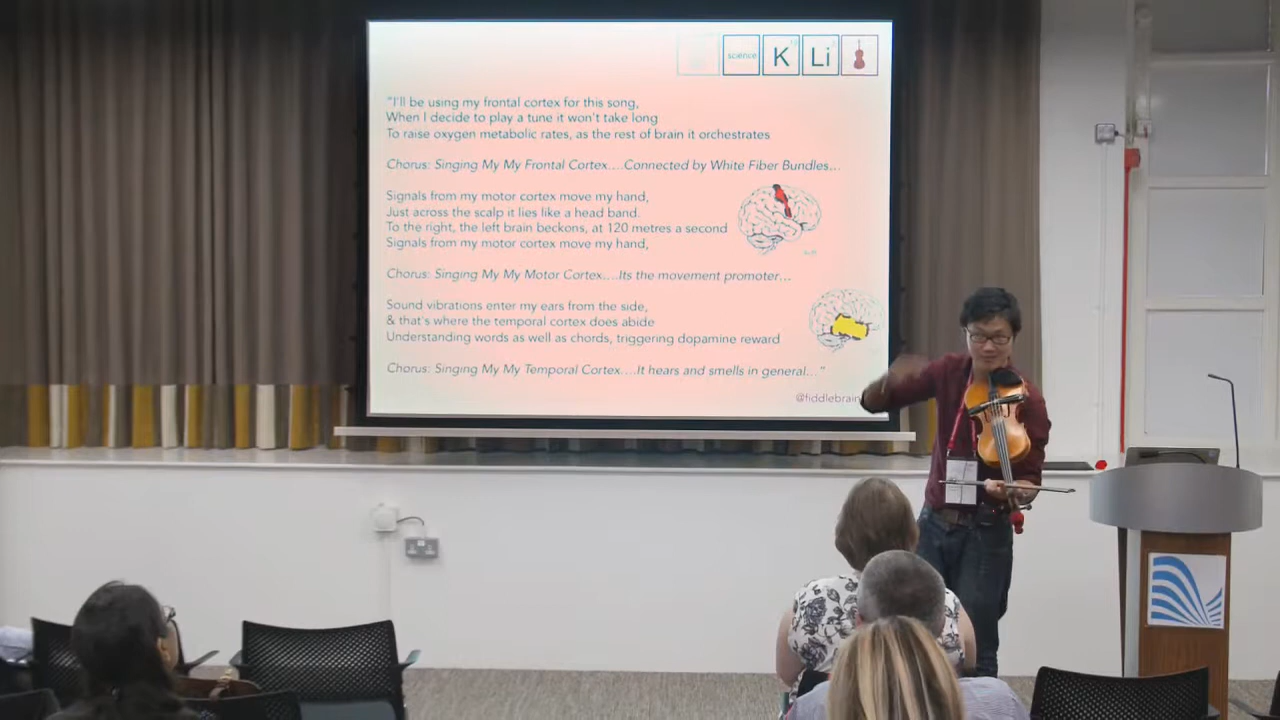 science K Li
"I'll be using my frontal cortex for this song,
When I decide to play a tune it won't take long
To raise oxygen metabolic rates, as the rest of brain it orchestrates
Chorus: Singing My My Frontal Cortex....Connected by White Fiber Bundles...
Signals from my motor cortex move my hand,
Just across the scalp it lies like a head band.
To the right, the left brain beckons, at 120 metres a second
Signals from my motor cortex move my hand,
Chorus: Singing My My Motor Cortex....Its the movement promoter...
Sound vibrations enter my ears from the side,
& that's where the temporal cortex does abide
Understanding words as well as chords, triggering dopamine reward
Chorus: Singing My My Temporal Cortex....It hears and smells in general..."
@fiddlebrain